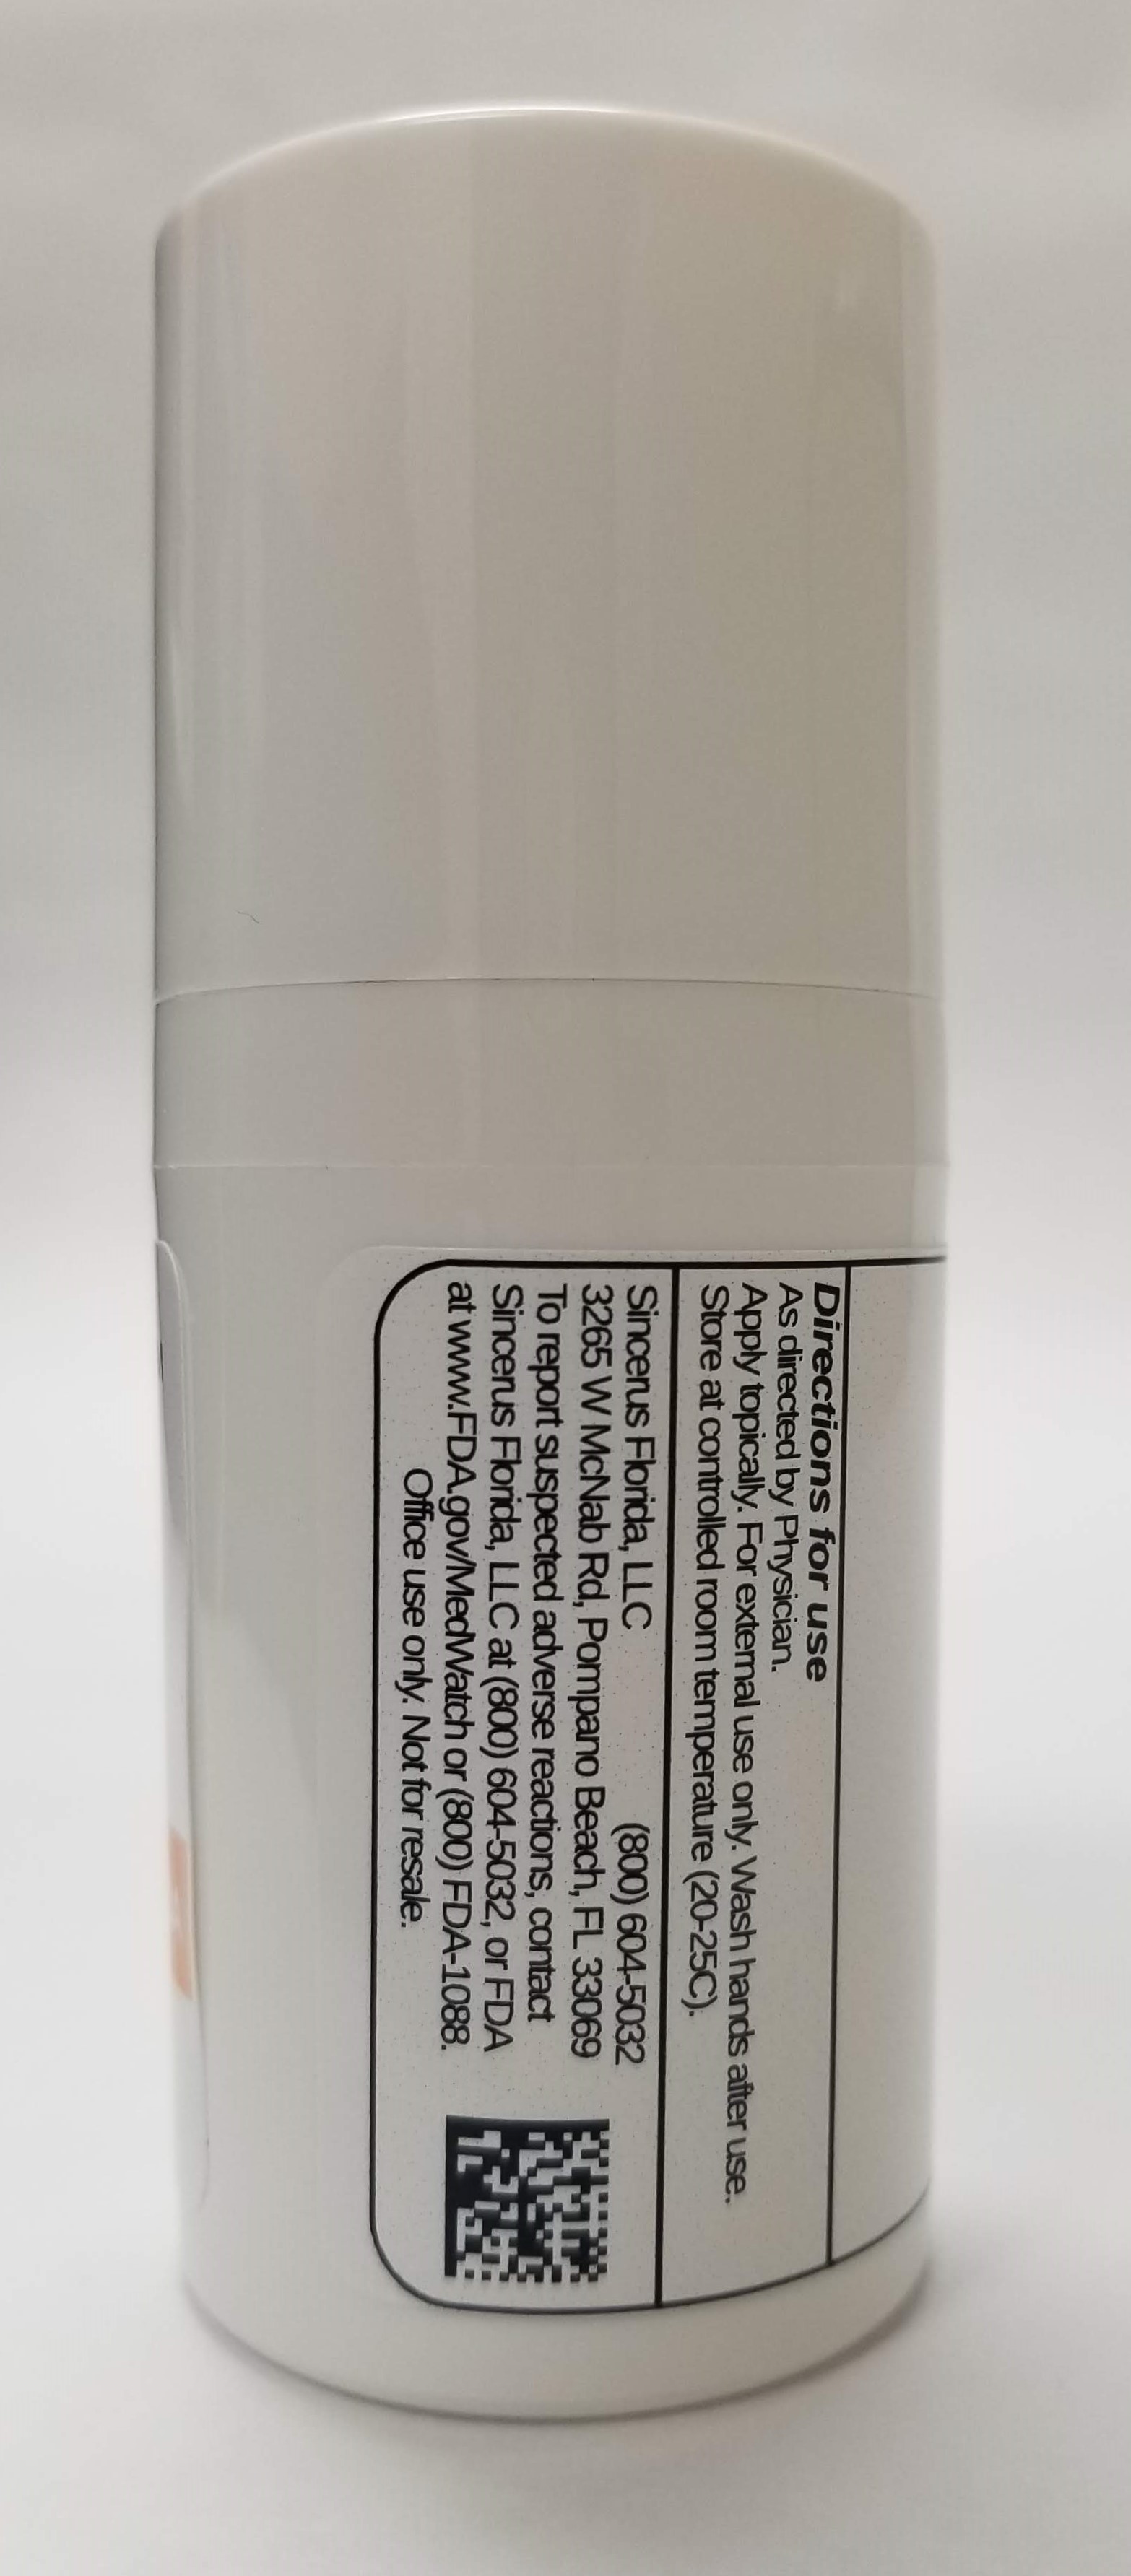 Directions for use
As directed by Physician.
Apply topically. For external use only. Wash hands after use.
Store at controlled room temperature (20-25C).
Sincerus Florida, LLC (800) 604-5032
3265 W McNab Rd, Pompano Beach, FL 33069
To report suspected adverse reactions, contact
Sincerus Florida, LLC at (800) 604-5032, or FDA
at www.FDA.gov/MedWatch or (800) FDA-1088.
Office use only. Not for resale.